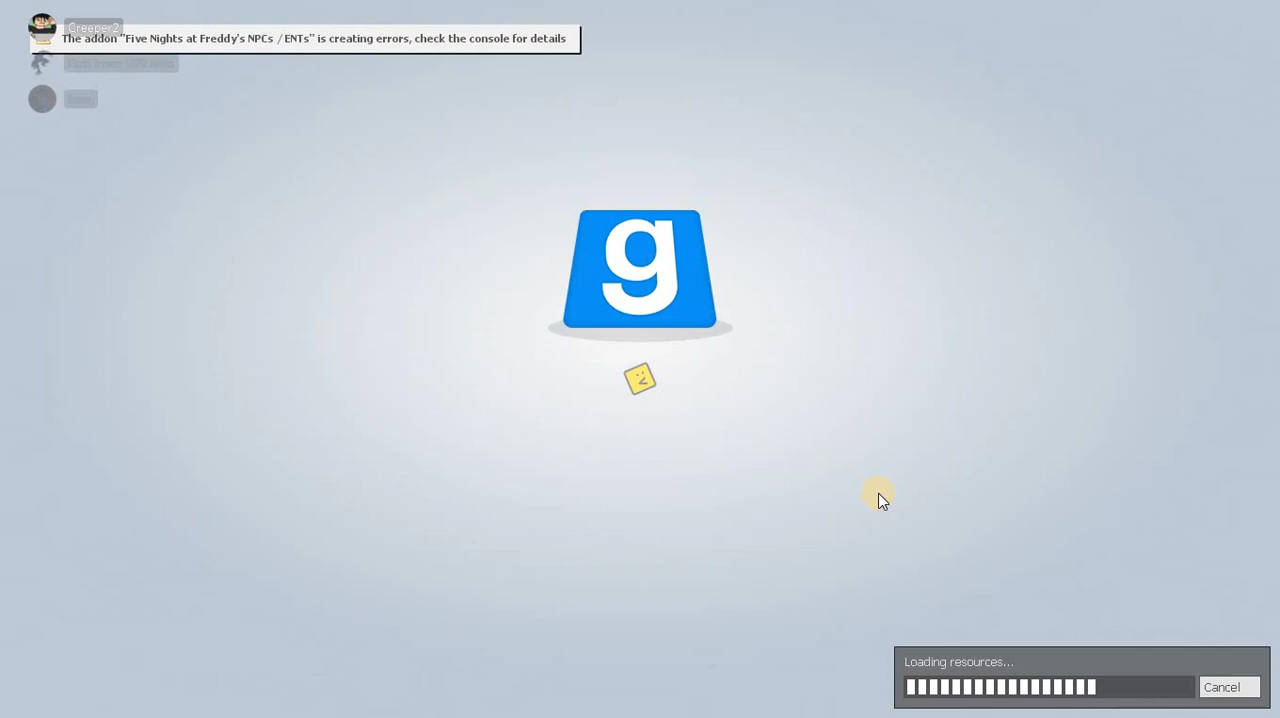 Creeper2
The addon "Five Nights at Freddy's NPCs / ENTs" is creating errors, check the console for details
g
Loading resources...
Cancel